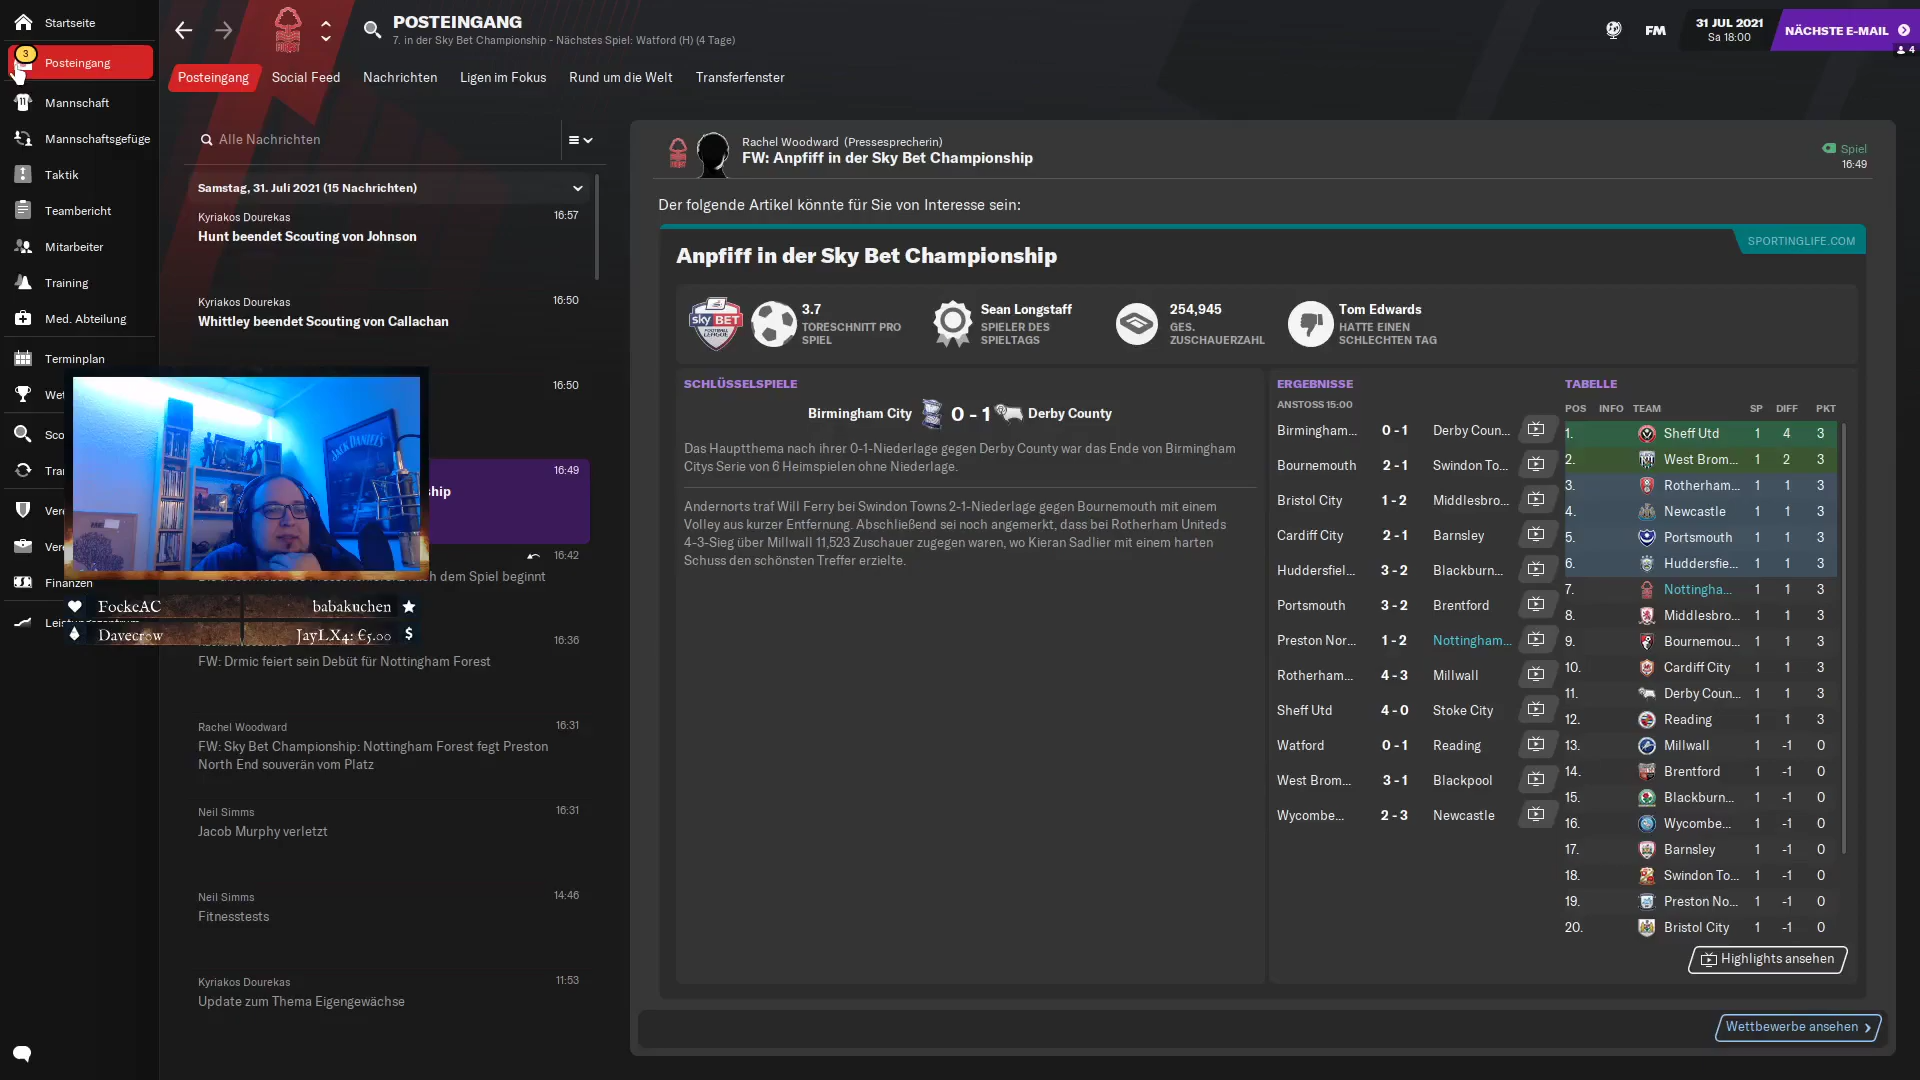 Startseite
3
Posteingang
Mannschaft
Mannschaftsgefüge
Taktik
Teambericht
Mitarbeiter
Training
Med. Abteilung
Terminplan
Finanzen
POSTEINGANG
7. in der Sky Bet Championship - Nächstes Spiel: Watford (H) (4 Tage)
FM
31 JUL 2021
Sa 18:00
NÄCHSTE E-MAIL
4
Posteingang Social Feed Nachrichten Ligen im Fokus Rund um die Welt Transferfenster
Alle Nachrichten
Samstag, 31. Juli 2021 (15 Nachrichten)
Kyriakos Dourekas 16:57
Hunt beendet Scouting von Johnson
Kyriakos Dourekas 16:50
Whittley beendet Scouting von Callachan
16:50
16:49
16:42
nach dem Spiel beginnt
JACK DANIEL'S
FockeAC babakuchen
Davecrow JayLX4: €5.00
16:36
FW: Drmic feiert sein Debüt für Nottingham Forest
Rachel Woodward 16:31
FW: Sky Bet Championship: Nottingham Forest fegt Preston
North End souverän vom Platz
Neil Simms 16:31
Jacob Murphy verletzt
Neil Simms 14:46
Fitnesstests
Kyriakos Dourekas 11:53
Update zum Thema Eigengewächse
Rachel Woodward (Pressesprecherin)
FW: Anpfiff in der Sky Bet Championship
Spiel
16:49
Der folgende Artikel könnte für Sie von Interesse sein:
SPORTINGLIFE.COM
Anpfiff in der Sky Bet Championship
sky BET
3.7
TORESCHNITT PRO
SPIEL
Sean Longstaff
SPIELER DES
SPIELTAGS
254,945
GES.
ZUSCHAUERZAHL
Tom Edwards
HATTE EINEN
SCHLECHTEN TAG
SCHLÜSSELSPIELE
Birmingham City 0 - 1 Derby County
Das Hauptthema nach ihrer 0-1-Niederlage gegen Derby County war das Ende von Birmingham
Citys Serie von 6 Heimspielen ohne Niederlage.
Andernorts traf Will Ferry bei Swindon Towns 2-1-Niederlage gegen Bournemouth mit einem
Volley aus kurzer Entfernung. Abschließend sei noch angemerkt, dass bei Rotherham Uniteds
4-3-Sieg über Millwall 11,523 Zuschauer zugegen waren, wo Kieran Sadlier mit einem harten
Schuss den schönsten Treffer erzielte.
ERGEBNISSE
ANSTOSS 15:00
Birmingham... 0 - 1 Derby Coun...
Bournemouth 2 - 1 Swindon To...
Bristol City 1 - 2 Middlesbro...
Cardiff City 2 - 1 Barnsley
Huddersfiel... 3 - 2 Blackburn...
Portsmouth 3 - 2 Brentford
Preston Nor... 1 - 2 Nottingham...
Rotherham... 4 - 3 Millwall
Sheff Utd 4 - 0 Stoke City
Watford 0 - 1 Reading
West Brom... 3 - 1 Blackpool
Wycombe... 2 - 3 Newcastle
TABELLE
POS INFO TEAM SP DIFF PKT
1. Sheff Utd 1 4 3
2. West Brom... 1 2 3
3. Rotherham... 1 1 3
4. Newcastle 1 1 3
5. Portsmouth 1 1 3
6. Huddersfie... 1 1 3
7. Nottingha... 1 1 3
8. Middlesbro... 1 1 3
9. Bournemou... 1 1 3
10. Cardiff City 1 1 3
11. Derby Coun... 1 1 3
12. Reading 1 1 3
13. Millwall 1 -1 0
14. Brentford 1 -1 0
15. Blackburn... 1 -1 0
16. Wycombe... 1 -1 0
17. Barnsley 1 -1 0
18. Swindon To... 1 -1 0
19. Preston No... 1 -1 0
20. Bristol City 1 -1 0
Highlights ansehen
Wettbewerbe ansehen